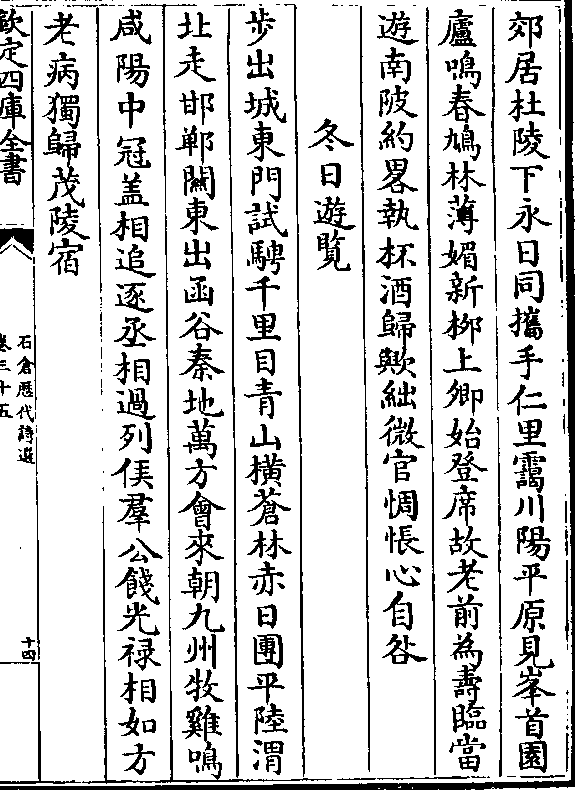 郊居杜陵下永日同攜手仁里靄川陽平原見峯首園
廬鳴春鳩林薄媚新柳上卿始登席故老前為壽臨當
遊南陂約畧執杯酒歸歟絀微官惆悵心自咎
冬日遊覽
步出城東門試騁千里目青山橫蒼林赤日團平陸渭
北走邯鄲關東出函谷秦地萬方會來朝九州牧雞鳴
咸陽中冠盖相追逐丞相過列侯羣公餞光祿相如方
老病獨歸茂陵宿
欽定四庫全書
石倉歷代詩選
卷三十五
十四